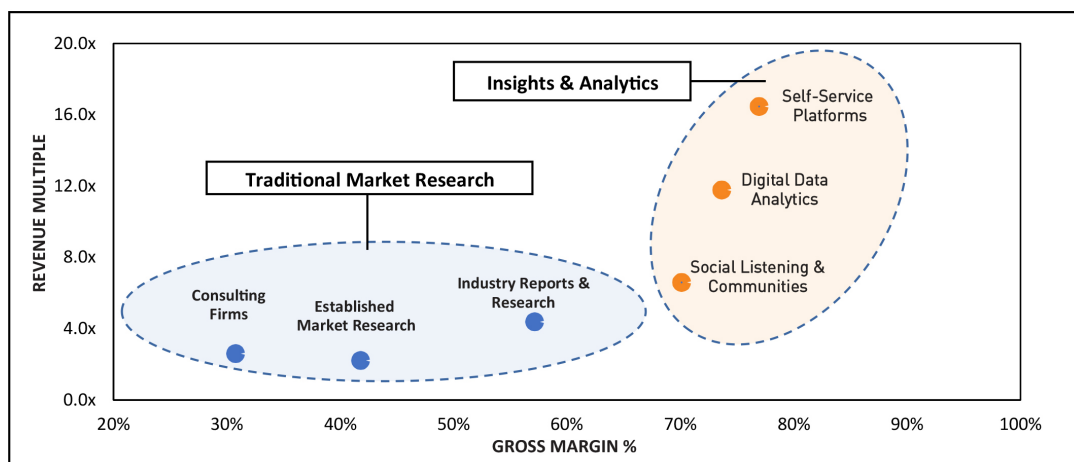 20.0x
16.0x
12.0x
8.0x
4.0x
0.0x
REVENUE MULTIPLE
Insights & Analytics
Self-Service
Platforms
Digital Data
Analytics
Social Listening &
Communities
Traditional Market Research
Consulting
Firms
Established
Market Research
Industry Reports &
Research
20%
30%
40%
50%
60%
70%
80%
90%
100%
GROSS MARGIN %